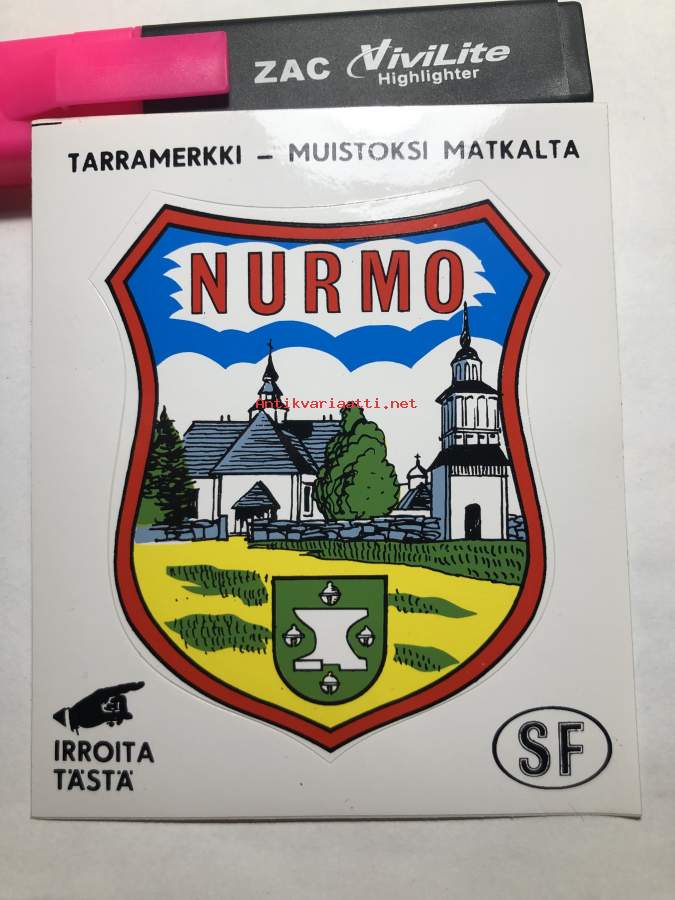 ZAC ViviLite
Highlighter
TARRAMERKKI – MUISTOKSI MATKALTA
NURMO
Antikvariaatti.net
IRROITA
TÄSTÄ
SF